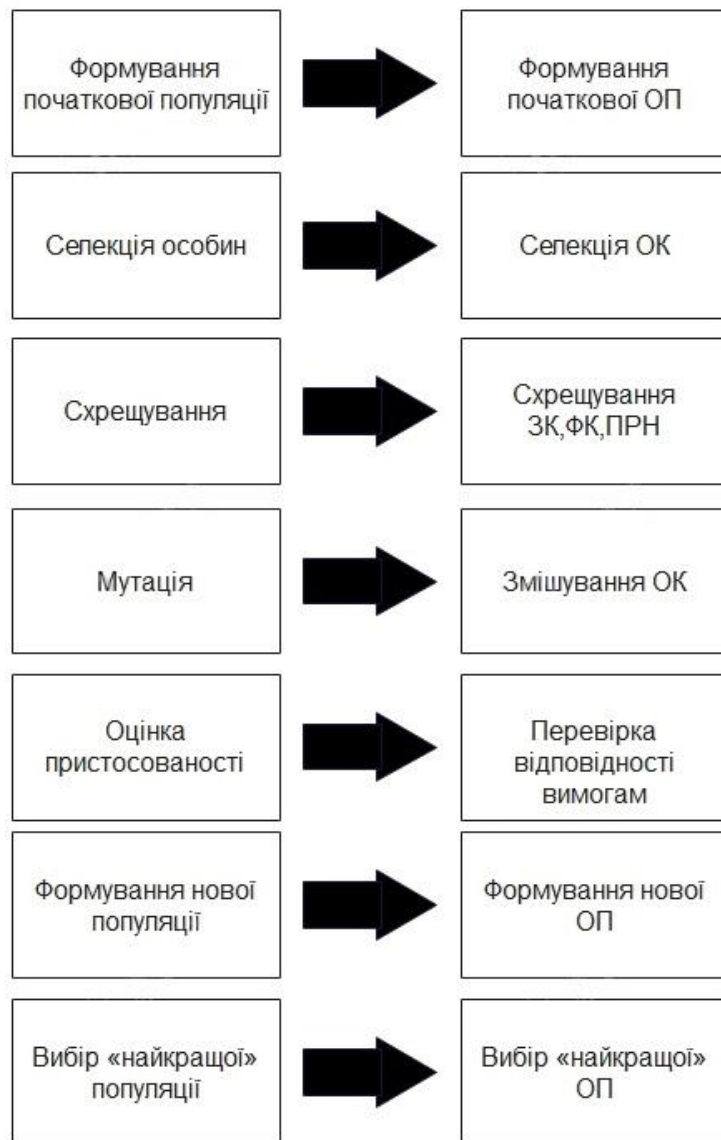 Формування
початкової популяції
Формування
початкової ОП
Селекція особин
Селекція ОК
Схрещування
Схрещування
ЗК,ФК,ПРН
Мутація
Змішування ОК
Оцінка
пристосованості
Перевірка
відповідності
вимогам
Формування нової
популяції
Формування нової
ОП
Вибір «найкращої»
популяції
Вибір «найкращої»
ОП